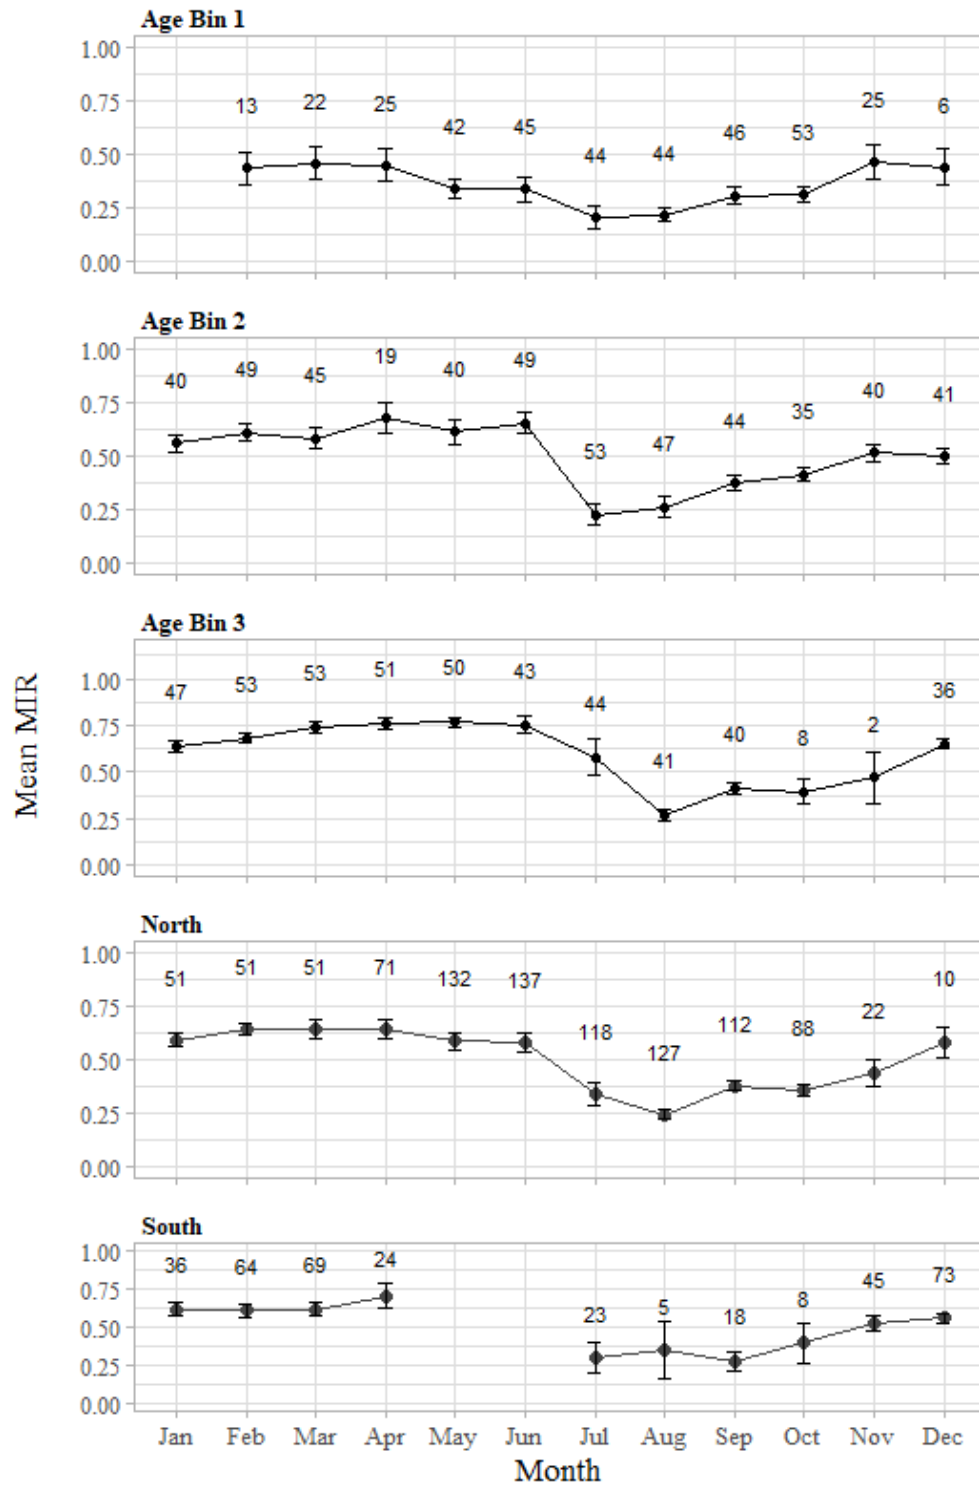 Age Bin 1
1.00
0.75
0.50
0.25
0.00
13 22 25 42 45 44 44 46 53 25 6
Age Bin 2
1.00
0.75
0.50
0.25
0.00
40 49 45 19 40 49 53 47 44 35 40 41
Age Bin 3
1.00
0.75
0.50
0.25
0.00
47 53 53 51 50 43 44 41 40 8 2 36
Mean MIR
North
1.00
0.75
0.50
0.25
0.00
51 51 51 71 132 137 118 127 112 88 22 10
South
1.00
0.75
0.50
0.25
0.00
36 64 69 24 23 5 18 8 45 73
Jan Feb Mar Apr May Jun Jul Aug Sep Oct Nov Dec
Month